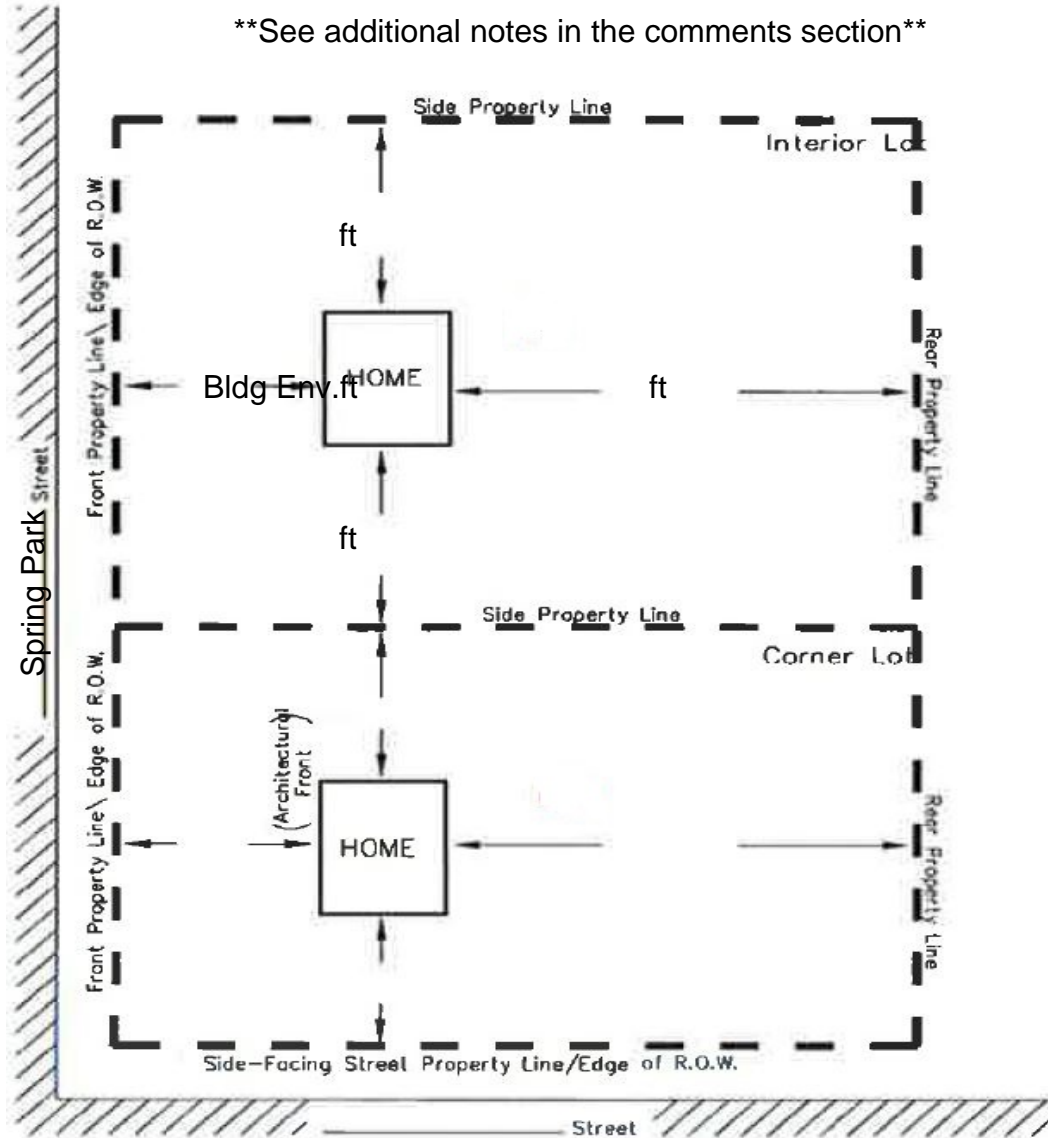 **See additional notes in the comments section**
Side Property Line
Interior Lot
Front Property Line\ Edge of R.O.W.
ft
HOME
Bldg Env.ft
ft
Rear Property Line
ft
Spring Park Street
Side Property Line
Corner Lot
Front Property Line\ Edge of R.O.W.
(Architectural
Front)
HOME
Rear Property Line
Side-Facing Street Property Line/Edge of R.O.W.
Street